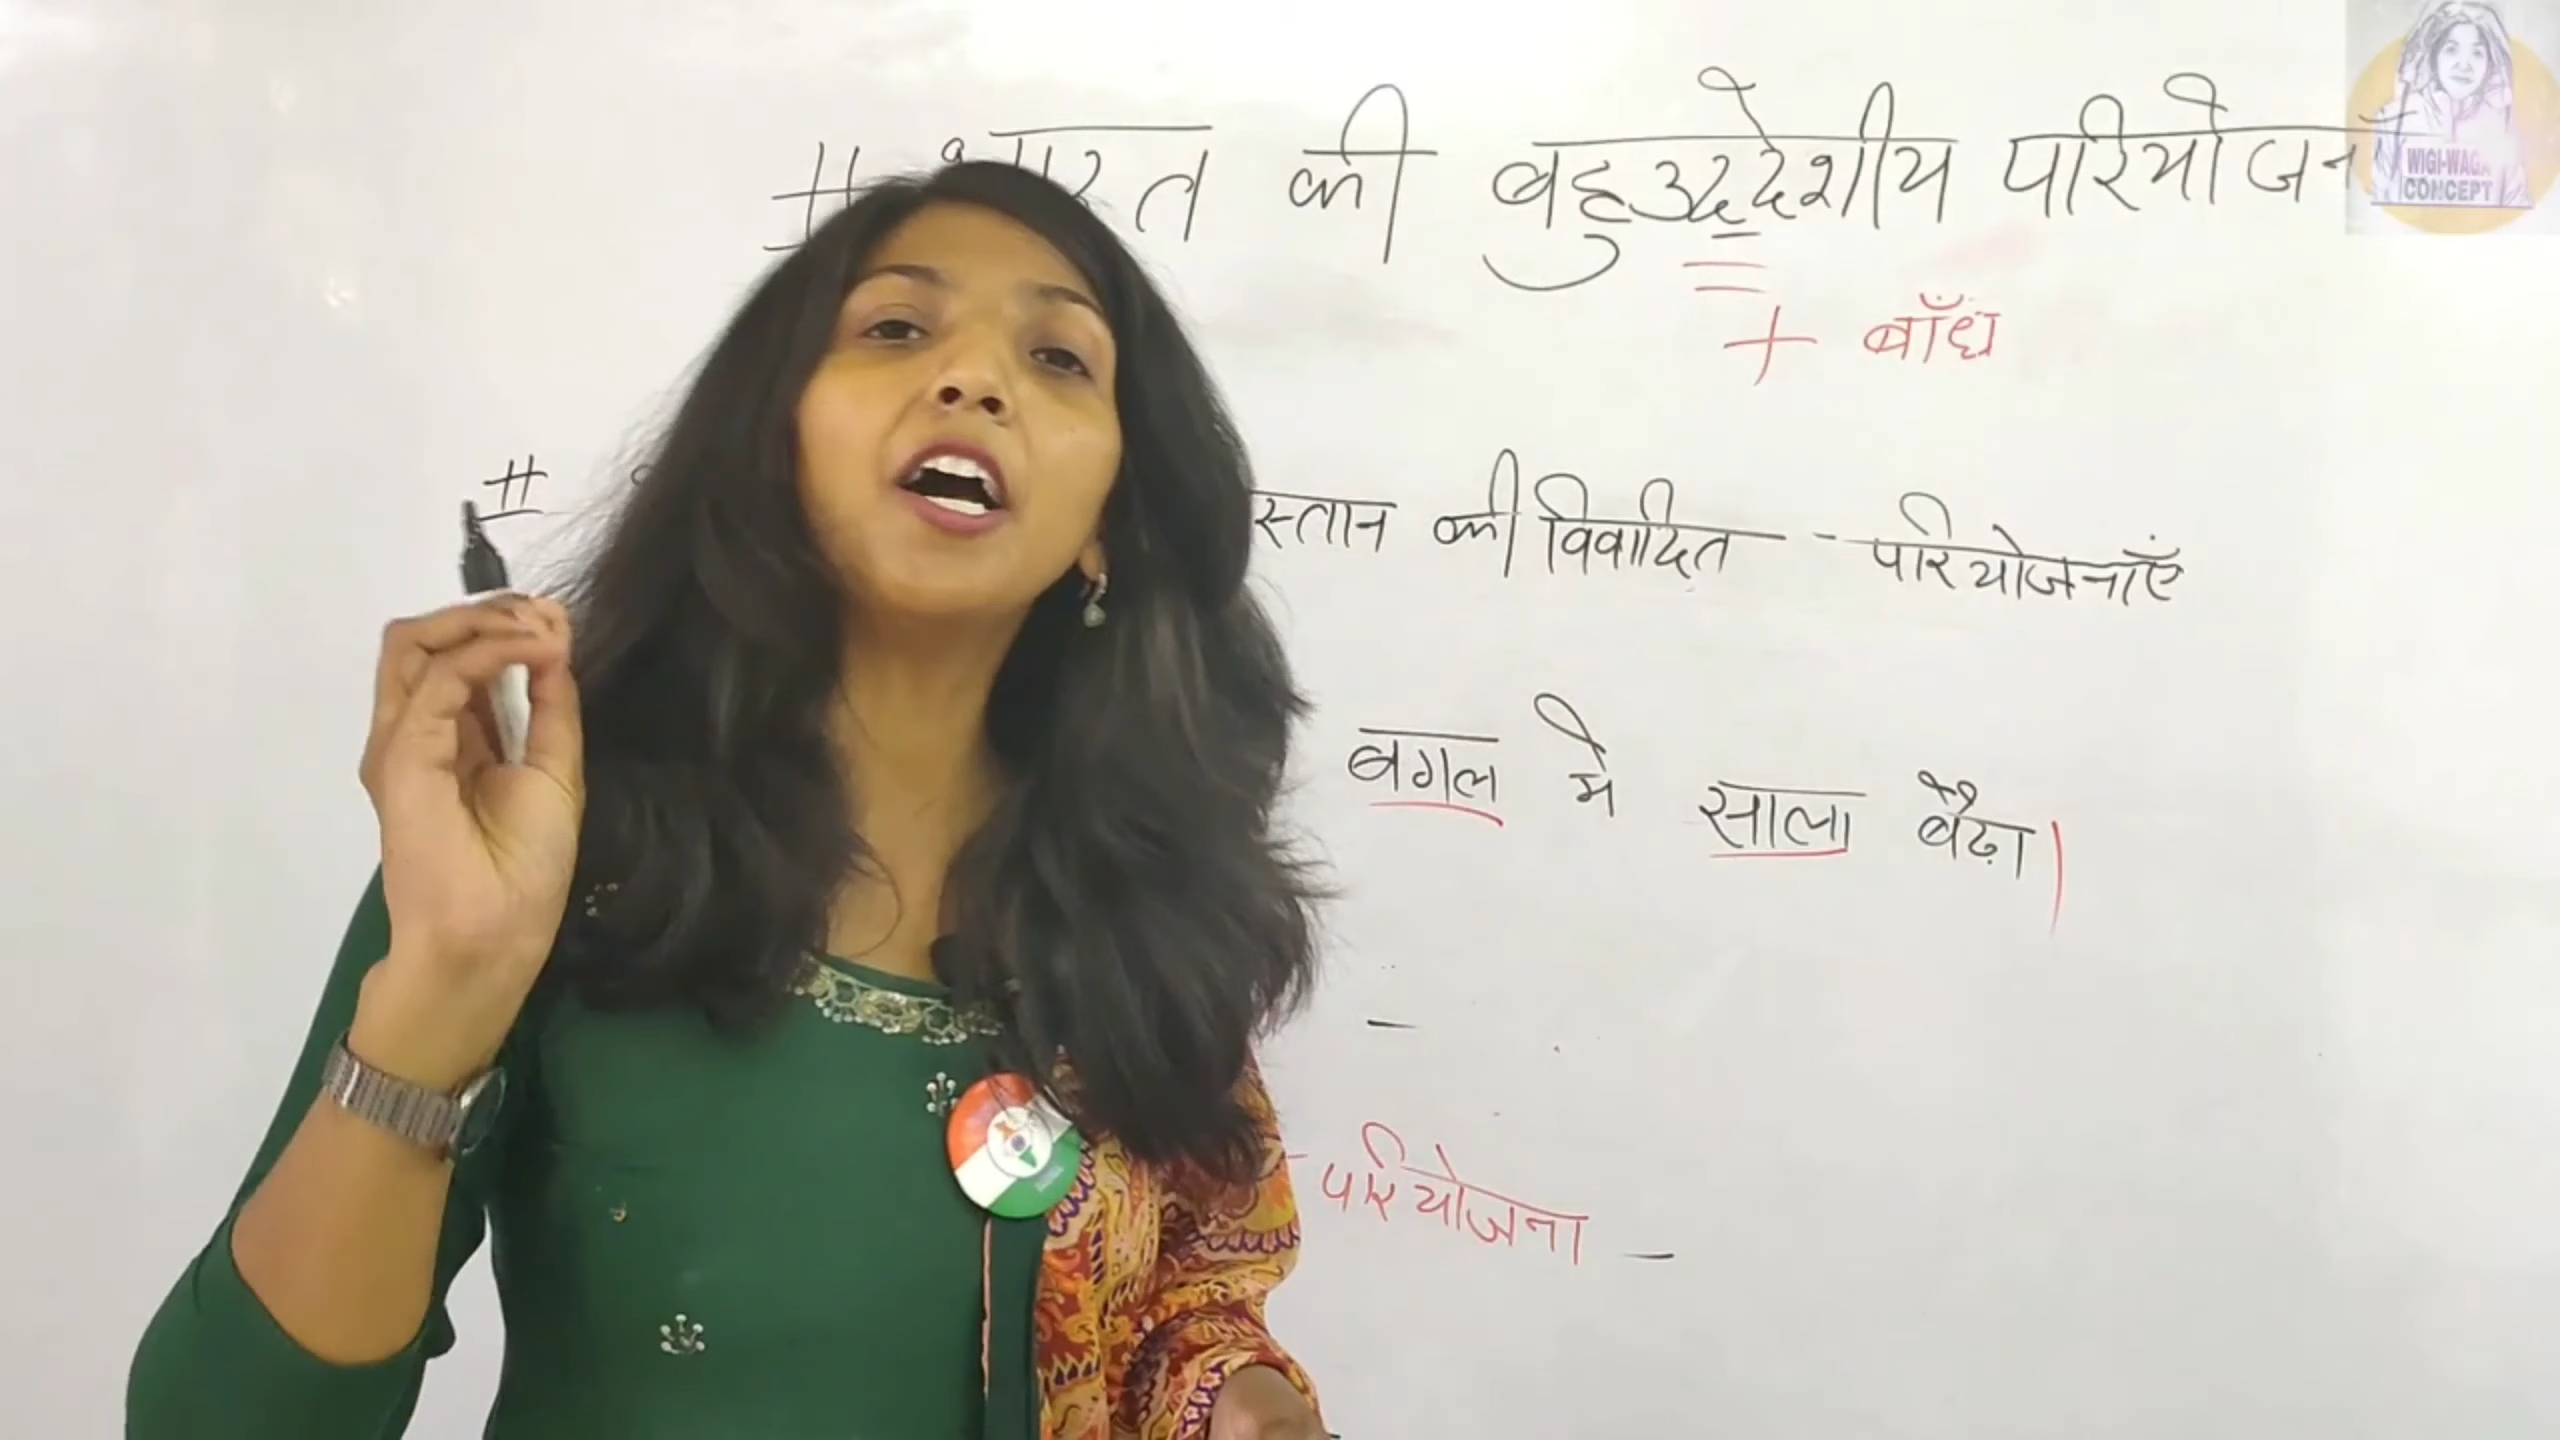 # भारत की बहुउद्देशीय परियोजन
+ बाँध
# स्तान की विवादित - परियोजनाएँ
बगल मे साला बैठा।
-
परियोजना -
WIGI-WAGA
CONCEPT